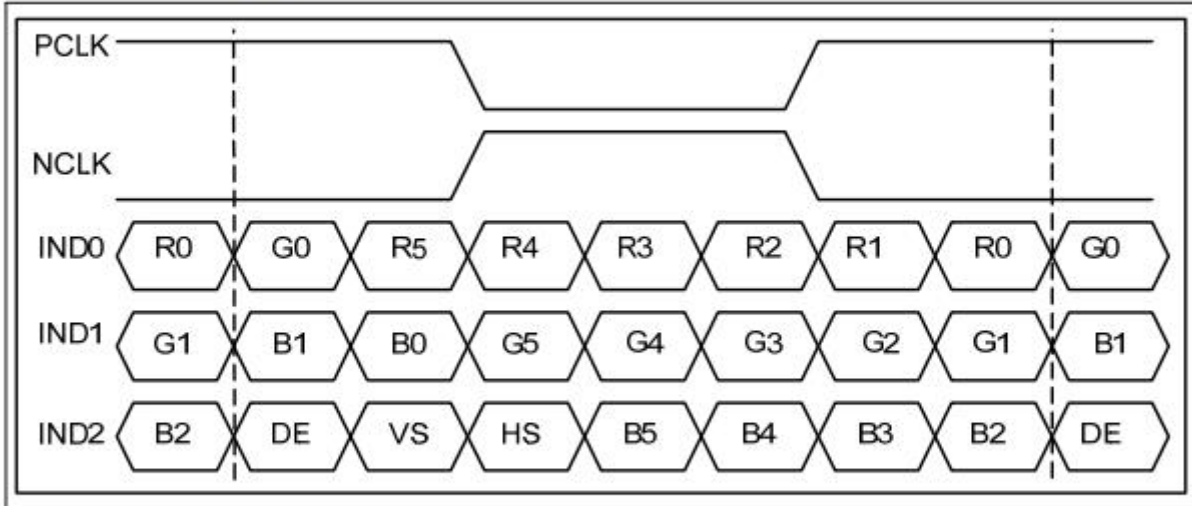 PCLK
NCLK
IND0 R0 G0 R5 R4 R3 R2 R1 R0 G0
IND1 G1 B1 B0 G5 G4 G3 G2 G1 B1
IND2 B2 DE VS HS B5 B4 B3 B2 DE